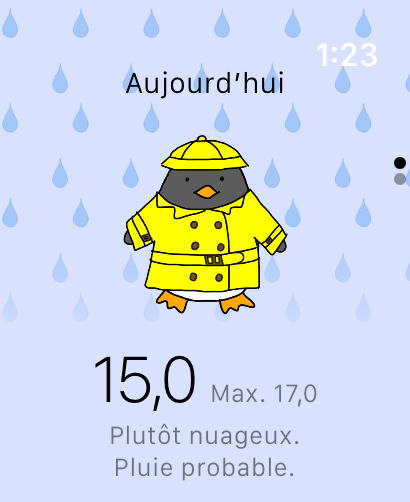 1:23
Aujourd’hui
15,0 Max. 17,0
Plutôt nuageux.
Pluie probable.